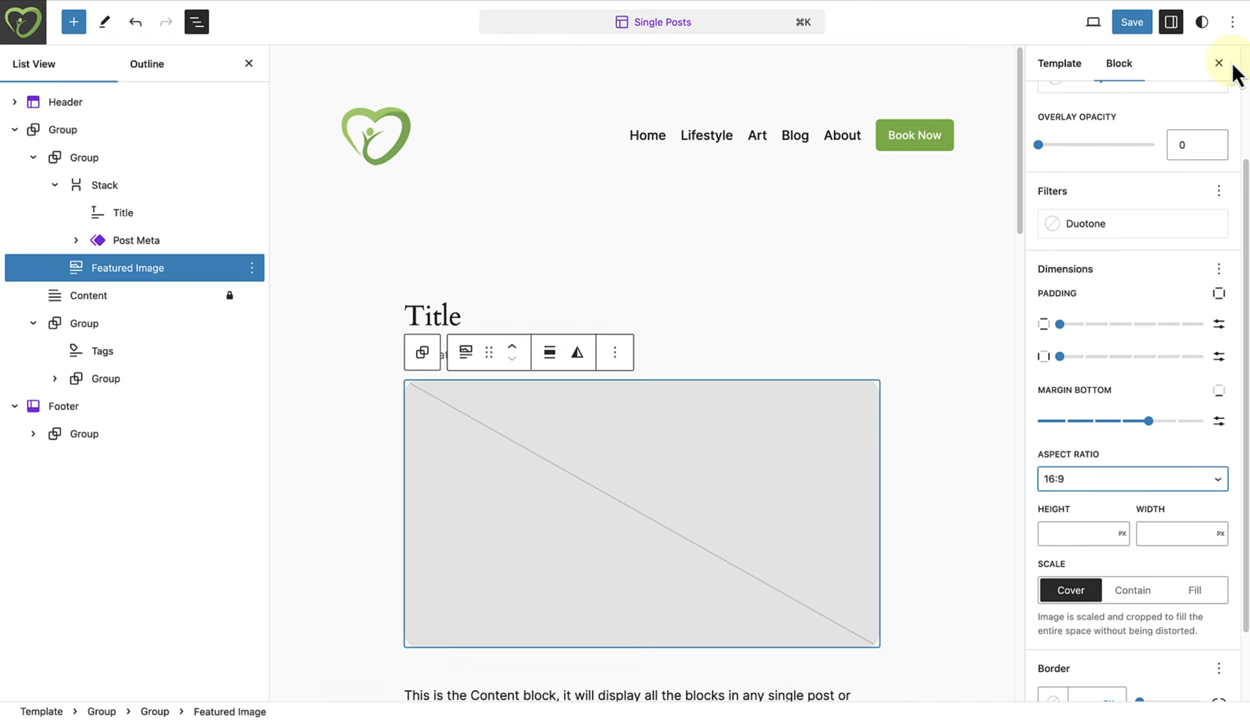 Single Posts
⌘K
Save
List View
Outline
Header
Group
Group
Stack
Title
Post Meta
Featured Image
Content
Group
Tags
Group
Footer
Group
Home
Lifestyle
Art
Blog
About
Book Now
Title
This is the Content block, it will display all the blocks in any single post or
Template
Block
OVERLAY OPACITY
0
Filters
Duotone
Dimensions
PADDING
MARGIN BOTTOM
ASPECT RATIO
16:9
HEIGHT
WIDTH
PX
PX
SCALE
Cover
Contain
Fill
Image is scaled and cropped to fill the
entire space without being distorted.
Border
Template > Group > Group > Featured Image